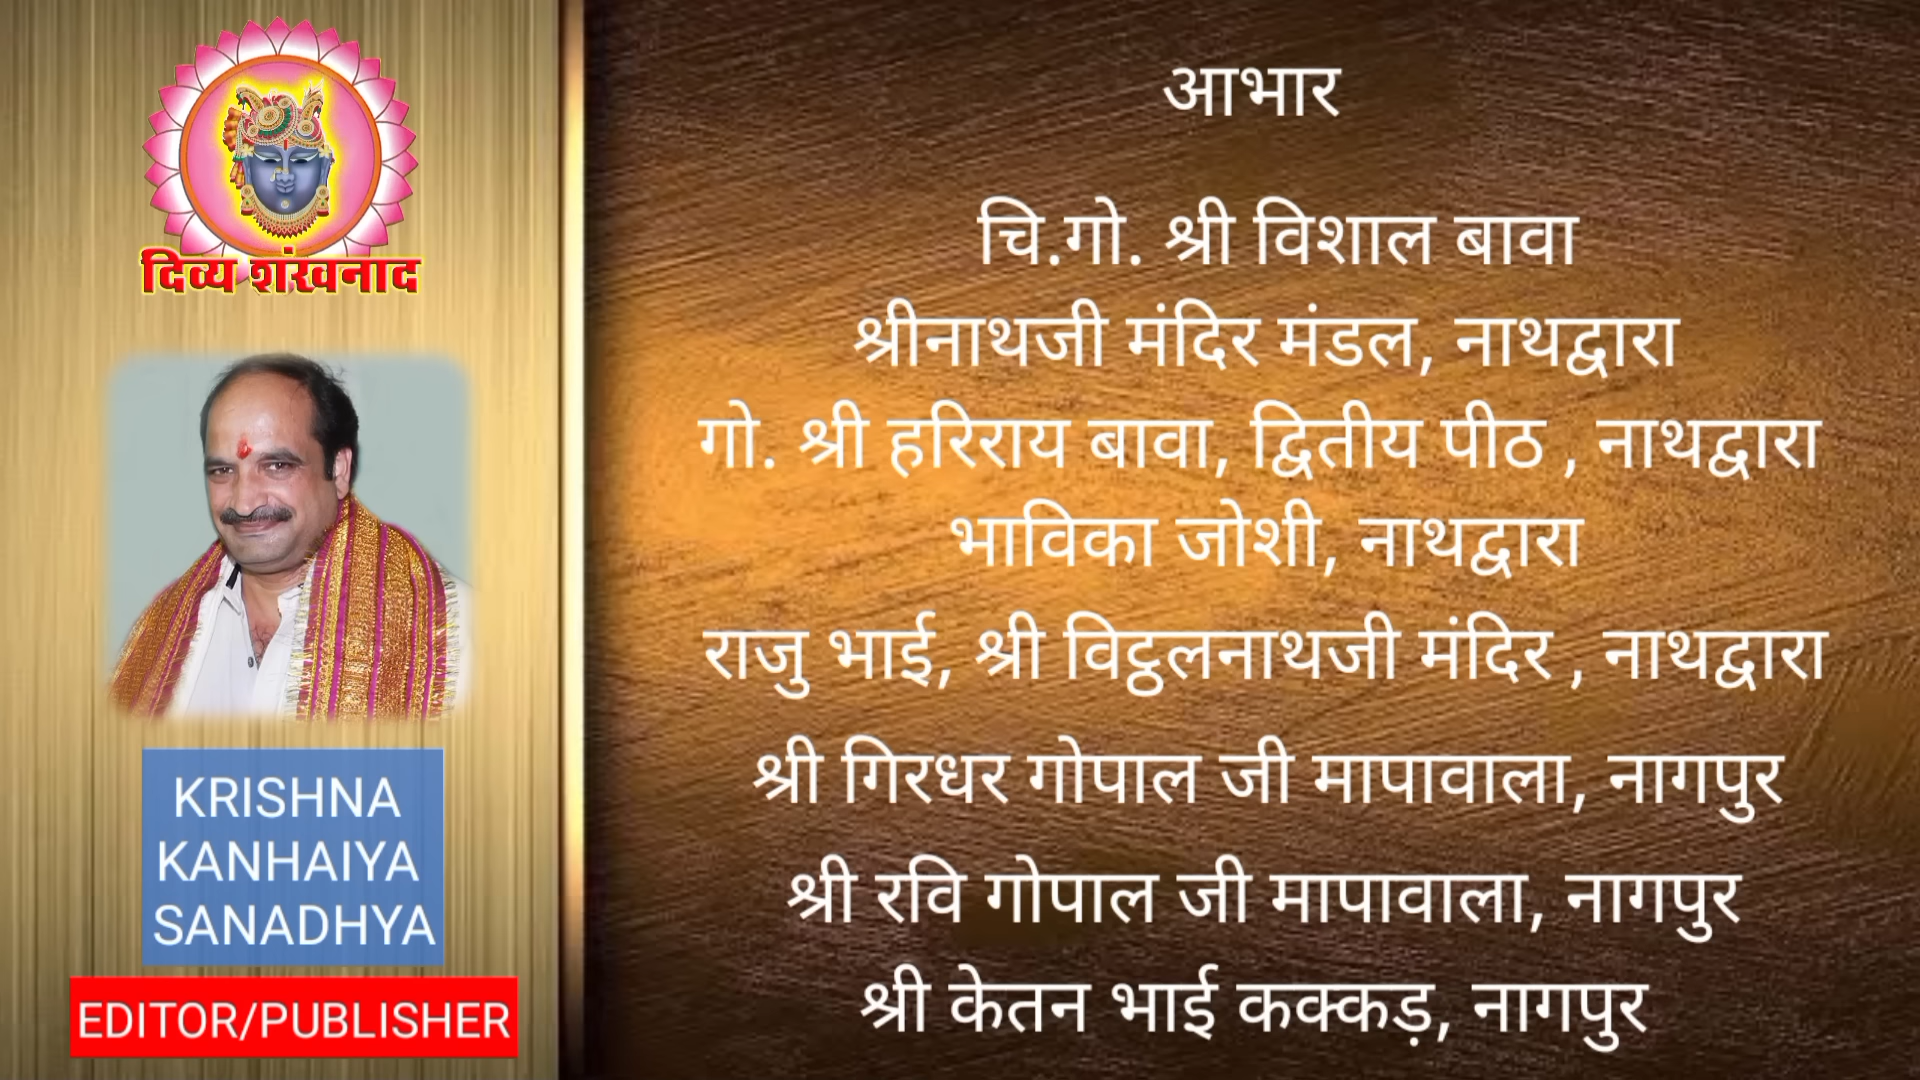 दिव्य शंखनाद
KRISHNA
KANHAIYA
SANADHYA
EDITOR/PUBLISHER
आभार
चि.गो. श्री विशाल बावा
श्रीनाथजी मंदिर मंडल, नाथद्वारा
गो. श्री हरिराय बावा, द्वितीय पीठ , नाथद्वारा
भाविका जोशी, नाथद्वारा
राजु भाई, श्री विट्ठलनाथजी मंदिर , नाथद्वारा
श्री गिरधर गोपाल जी मापावाला, नागपुर
श्री रवि गोपाल जी मापावाला, नागपुर
श्री केतन भाई कक्कड़, नागपुर